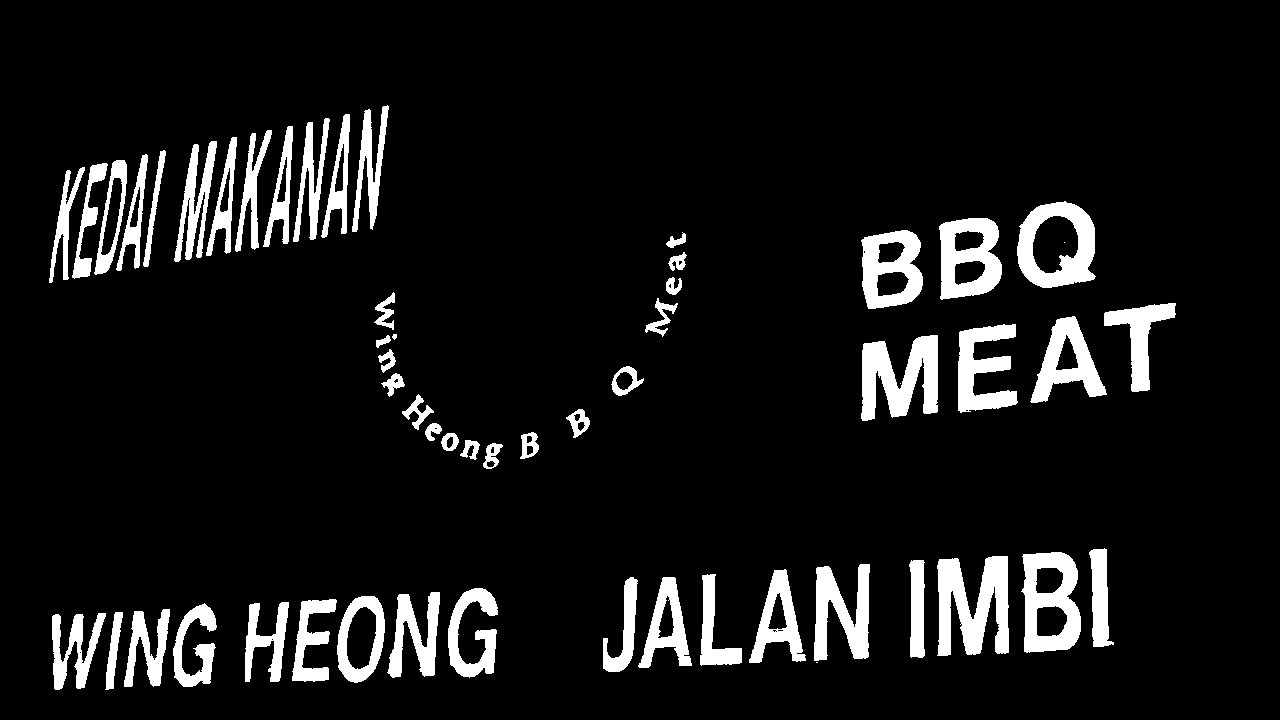 KEDAI MAKANAN
Wing Heong B B Q Meat
BBQ
MEAT
WING HEONG
JALAN IMBI